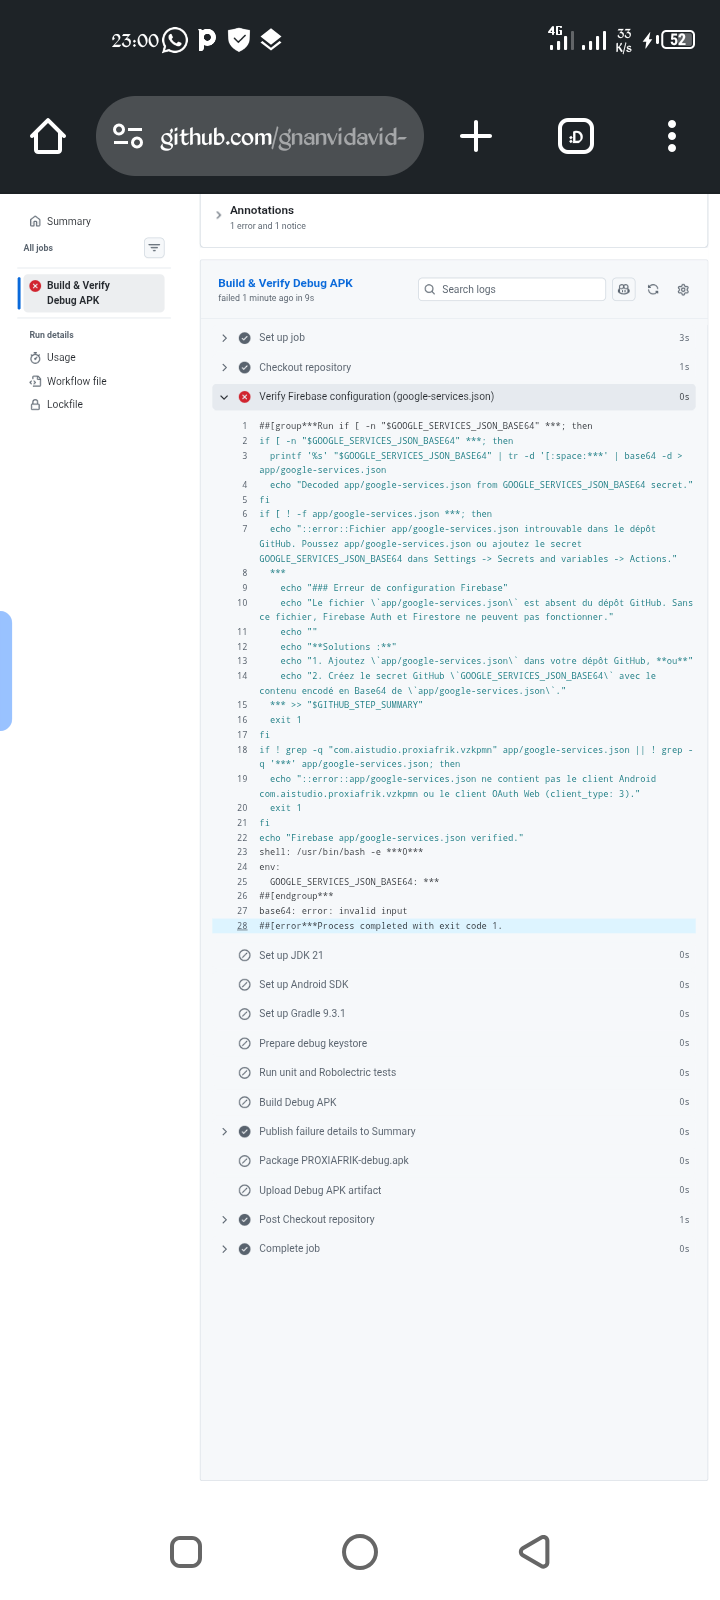 23:00
4G
33
K/s
52
github.com/gnanvidavid-
:D
Summary
All jobs
Build & Verify
Debug APK
Run details
Usage
Workflow file
Lockfile
Annotations
1 error and 1 notice
Build & Verify Debug APK
failed 1 minute ago in 9s
Search logs
Set up job 3s
Checkout repository 1s
Verify Firebase configuration (google-services.json) 0s
1 ##[group***Run if [ -n "$GOOGLE_SERVICES_JSON_BASE64" ***; then
2 if [ -n "$GOOGLE_SERVICES_JSON_BASE64" ***; then
3 printf '%s' "$GOOGLE_SERVICES_JSON_BASE64" | tr -d '[:space:***' | base64 -d >
app/google-services.json
4 echo "Decoded app/google-services.json from GOOGLE_SERVICES_JSON_BASE64 secret."
5 fi
6 if [ ! -f app/google-services.json ***; then
7 echo "::error::Fichier app/google-services.json introuvable dans le dépôt
GitHub. Poussez app/google-services.json ou ajoutez le secret
GOOGLE_SERVICES_JSON_BASE64 dans Settings -> Secrets and variables -> Actions."
8 ***
9 echo "### Erreur de configuration Firebase"
10 echo "Le fichier \`app/google-services.json\` est absent du dépôt GitHub. Sans
ce fichier, Firebase Auth et Firestore ne peuvent pas fonctionner."
11 echo ""
12 echo "**Solutions :**"
13 echo "1. Ajoutez \`app/google-services.json\` dans votre dépôt GitHub, **ou**"
14 echo "2. Créez le secret GitHub \`GOOGLE_SERVICES_JSON_BASE64\` avec le
contenu encodé en Base64 de \`app/google-services.json\`."
15 *** >> "$GITHUB_STEP_SUMMARY"
16 exit 1
17 fi
18 if ! grep -q "com.aistudio.proxiafrik.vzkpmn" app/google-services.json || ! grep -
q '***' app/google-services.json; then
19 echo "::error::app/google-services.json ne contient pas le client Android
com.aistudio.proxiafrik.vzkpmn ou le client OAuth Web (client_type: 3)."
20 exit 1
21 fi
22 echo "Firebase app/google-services.json verified."
23 shell: /usr/bin/bash -e ***0***
24 env:
25 GOOGLE_SERVICES_JSON_BASE64: ***
26 ##[endgroup***
27 base64: error: invalid input
28 ##[error***Process completed with exit code 1.
Set up JDK 21 0s
Set up Android SDK 0s
Set up Gradle 9.3.1 0s
Prepare debug keystore 0s
Run unit and Robolectric tests 0s
Build Debug APK 0s
Publish failure details to Summary 0s
Package PROXIAFRIK-debug.apk 0s
Upload Debug APK artifact 0s
Post Checkout repository 1s
Complete job 0s